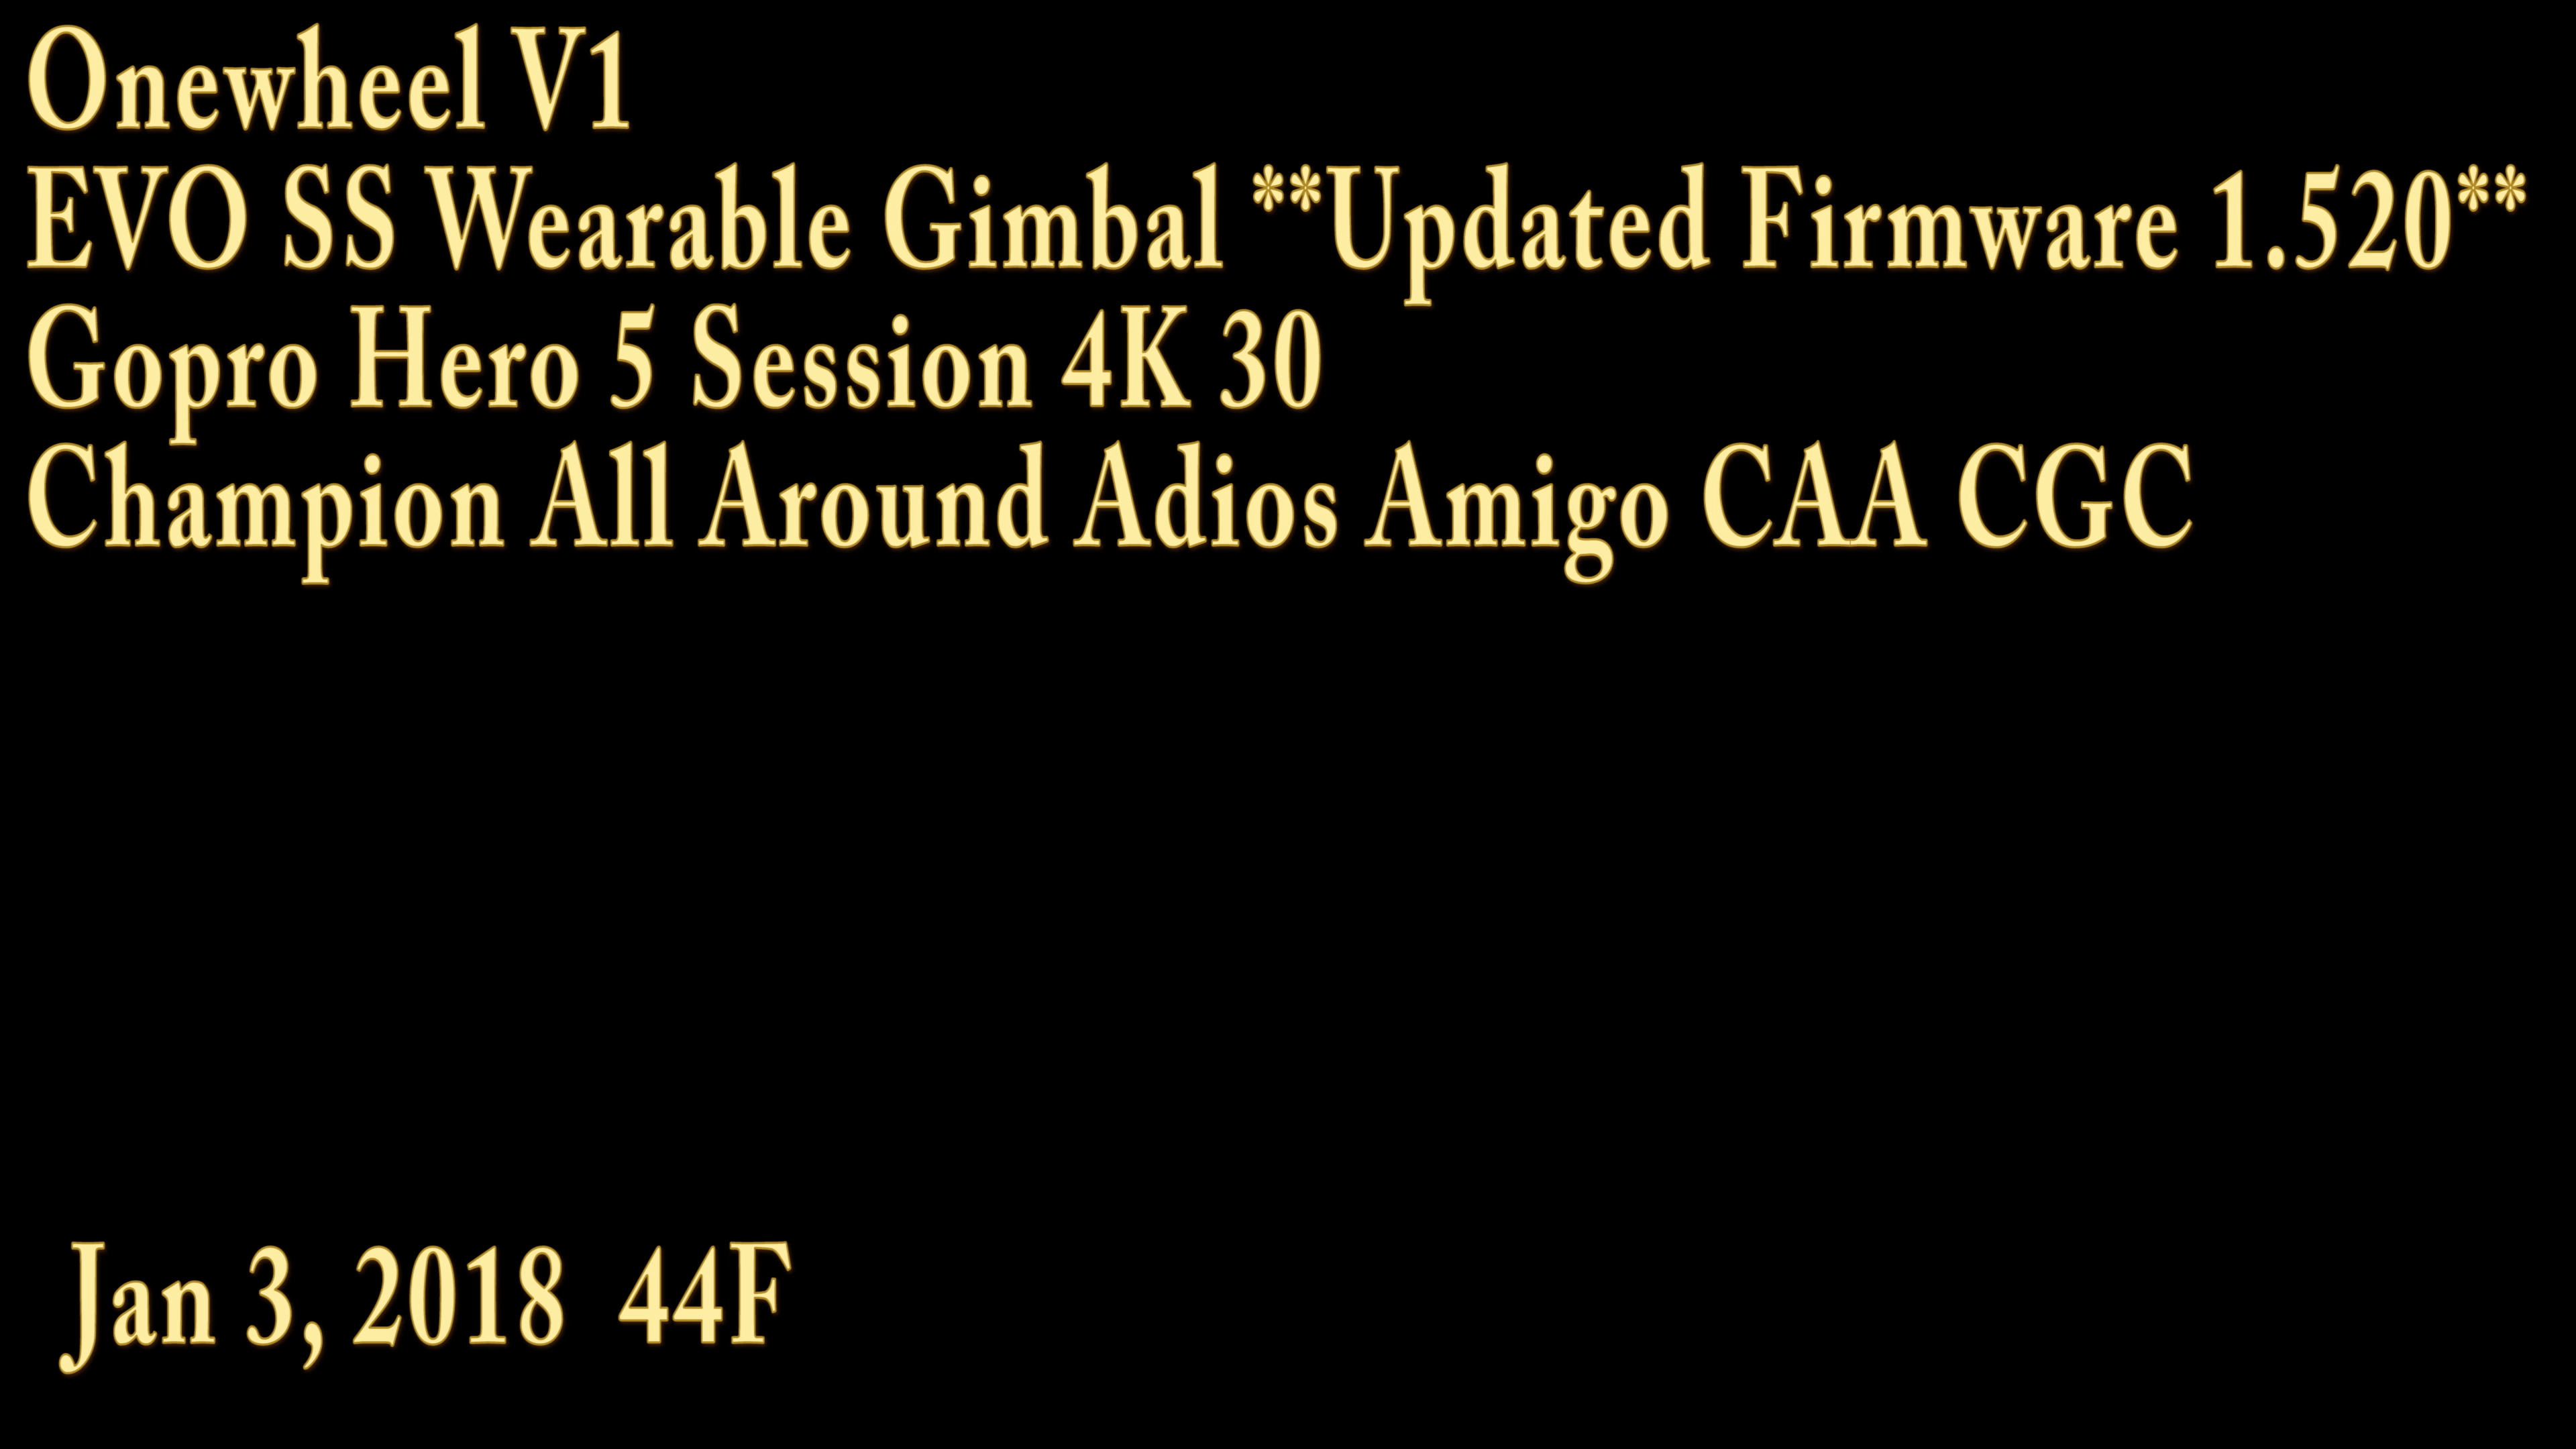 Onewheel V1
EVO SS Wearable Gimbal **Updated Firmware 1.520**
Gopro Hero 5 Session 4K 30
Champion All Around Adios Amigo CAA CGC
Jan 3, 2018  44F